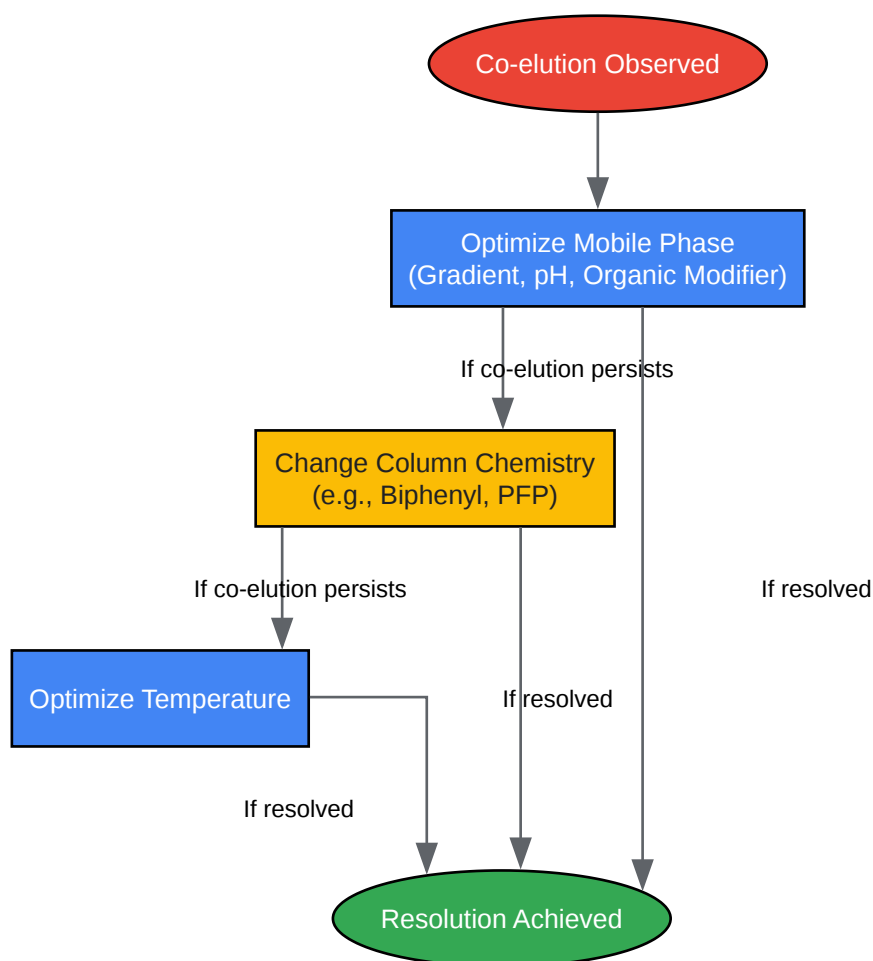 Co-elution Observed
Optimize Mobile Phase
(Gradient, pH, Organic Modifier)
If co-elution persists
Change Column Chemistry
(e.g., Biphenyl, PFP)
If co-elution persists
If resolved
Optimize Temperature
If resolved
If resolved
Resolution Achieved